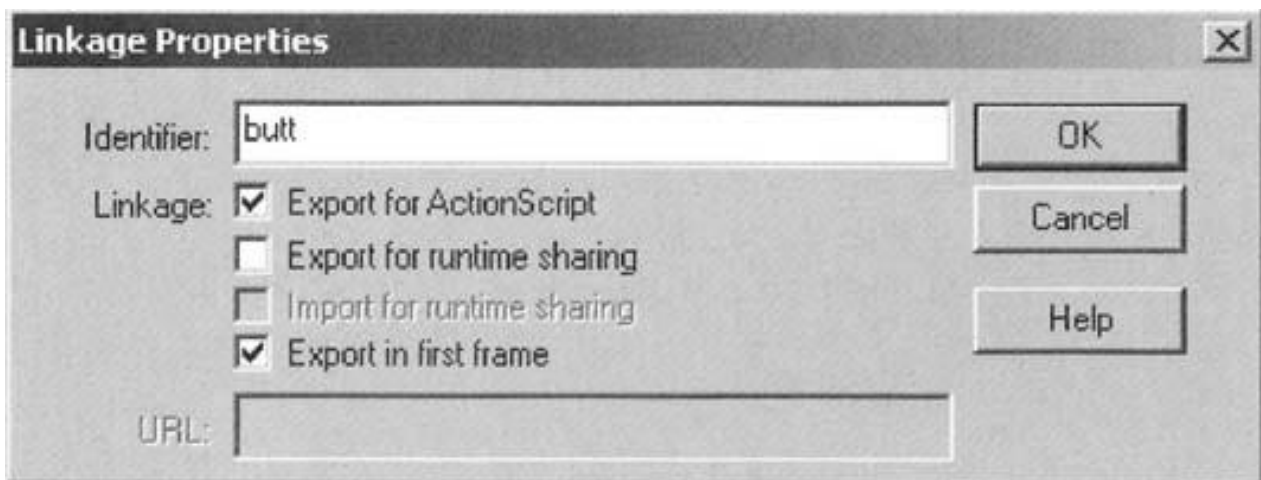 Linkage Properties
Identifier: butt
OK
Linkage: Export for ActionScript
Cancel
Export for runtime sharing
Import for runtime sharing
Help
Export in first frame
URL: